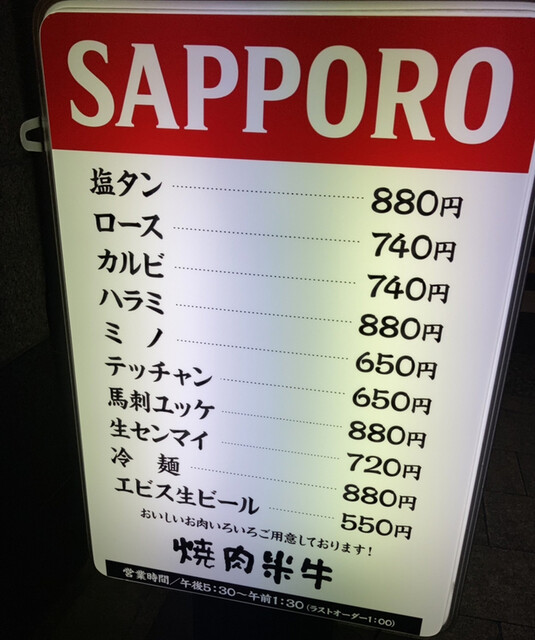 SAPPORO
塩タン 880円
ロース 740円
カルビ 740円
ハラミ 880円
ミノ 650円
テッチャン 650円
馬刺ユッケ 880円
生センマイ 720円
冷麺 880円
エビス生ビール 550円
おいしいお肉いろいろご用意しております!
焼肉米牛
営業時間/午後5:30~午前1:30(ラストオーダー1:00)